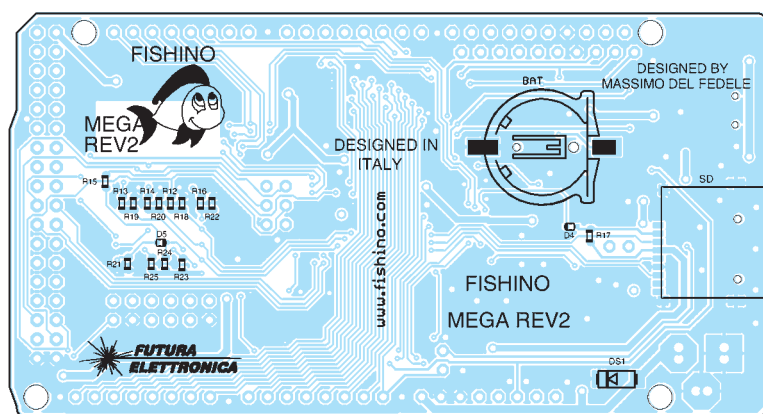 FISHINO
MEGA
REV2
BAT
DESIGNED BY
MASSIMO DEL FEDELE
DESIGNED IN
ITALY
www.fishino.com
SD
R15
R13 R14 R12 R16
R19 R20 R18 R22
D5
R24
R21
R25 R23
D4 R17
FISHINO
MEGA REV2
FUTURA
ELETTRONICA
DS1